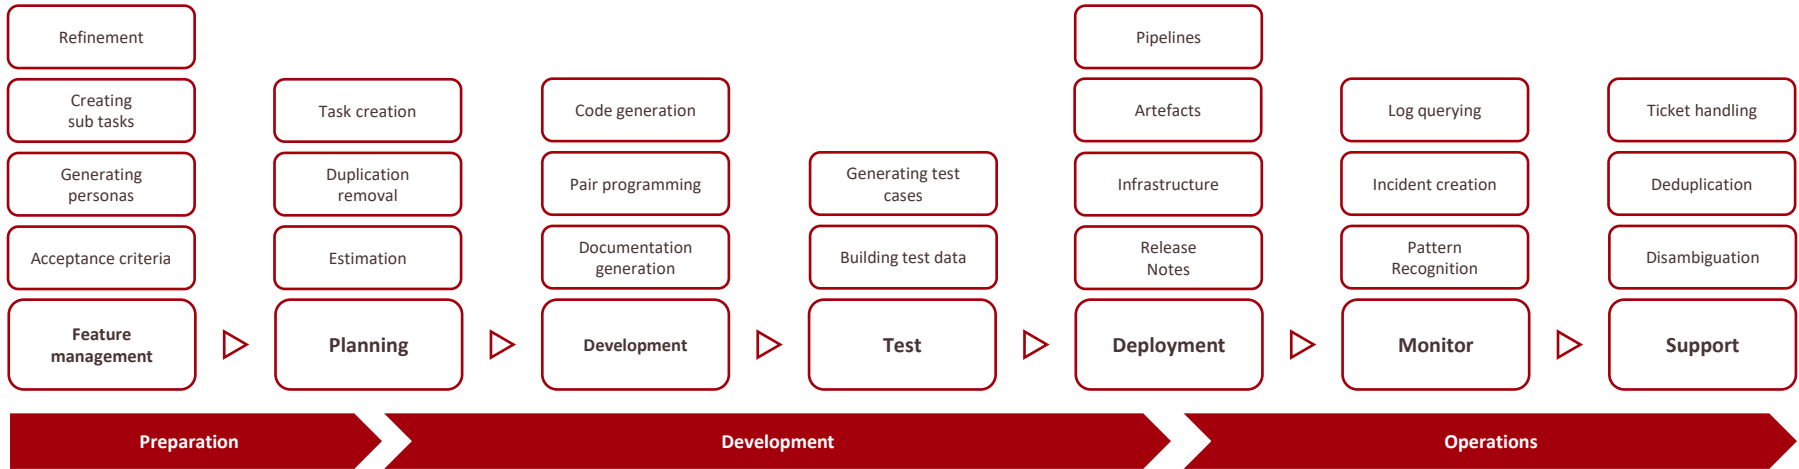 Refinement
Creating
sub tasks
Generating
personas
Acceptance criteria
Feature
management
Task creation
Duplication
removal
Estimation
Planning
Code generation
Pair programming
Documentation
generation
Development
Generating test
cases
Building test data
Test
Pipelines
Artefacts
Infrastructure
Release
Notes
Deployment
Log querying
Incident creation
Pattern
Recognition
Monitor
Ticket handling
Deduplication
Disambiguation
Support
Preparation
Development
Operations